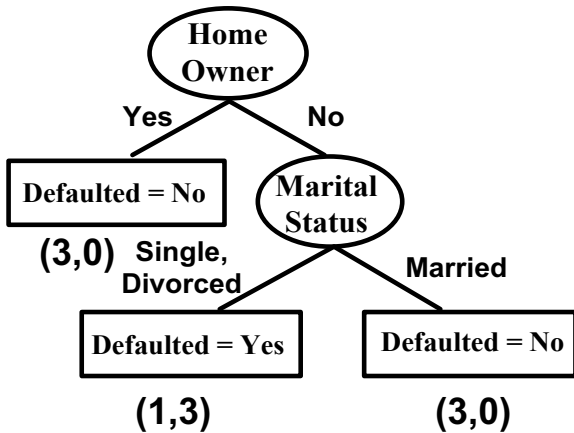 Home
Owner
Yes
No
Defaulted = No
Marital
Status
(3,0)
Single,
Divorced
Married
Defaulted = Yes
Defaulted = No
(1,3)
(3,0)